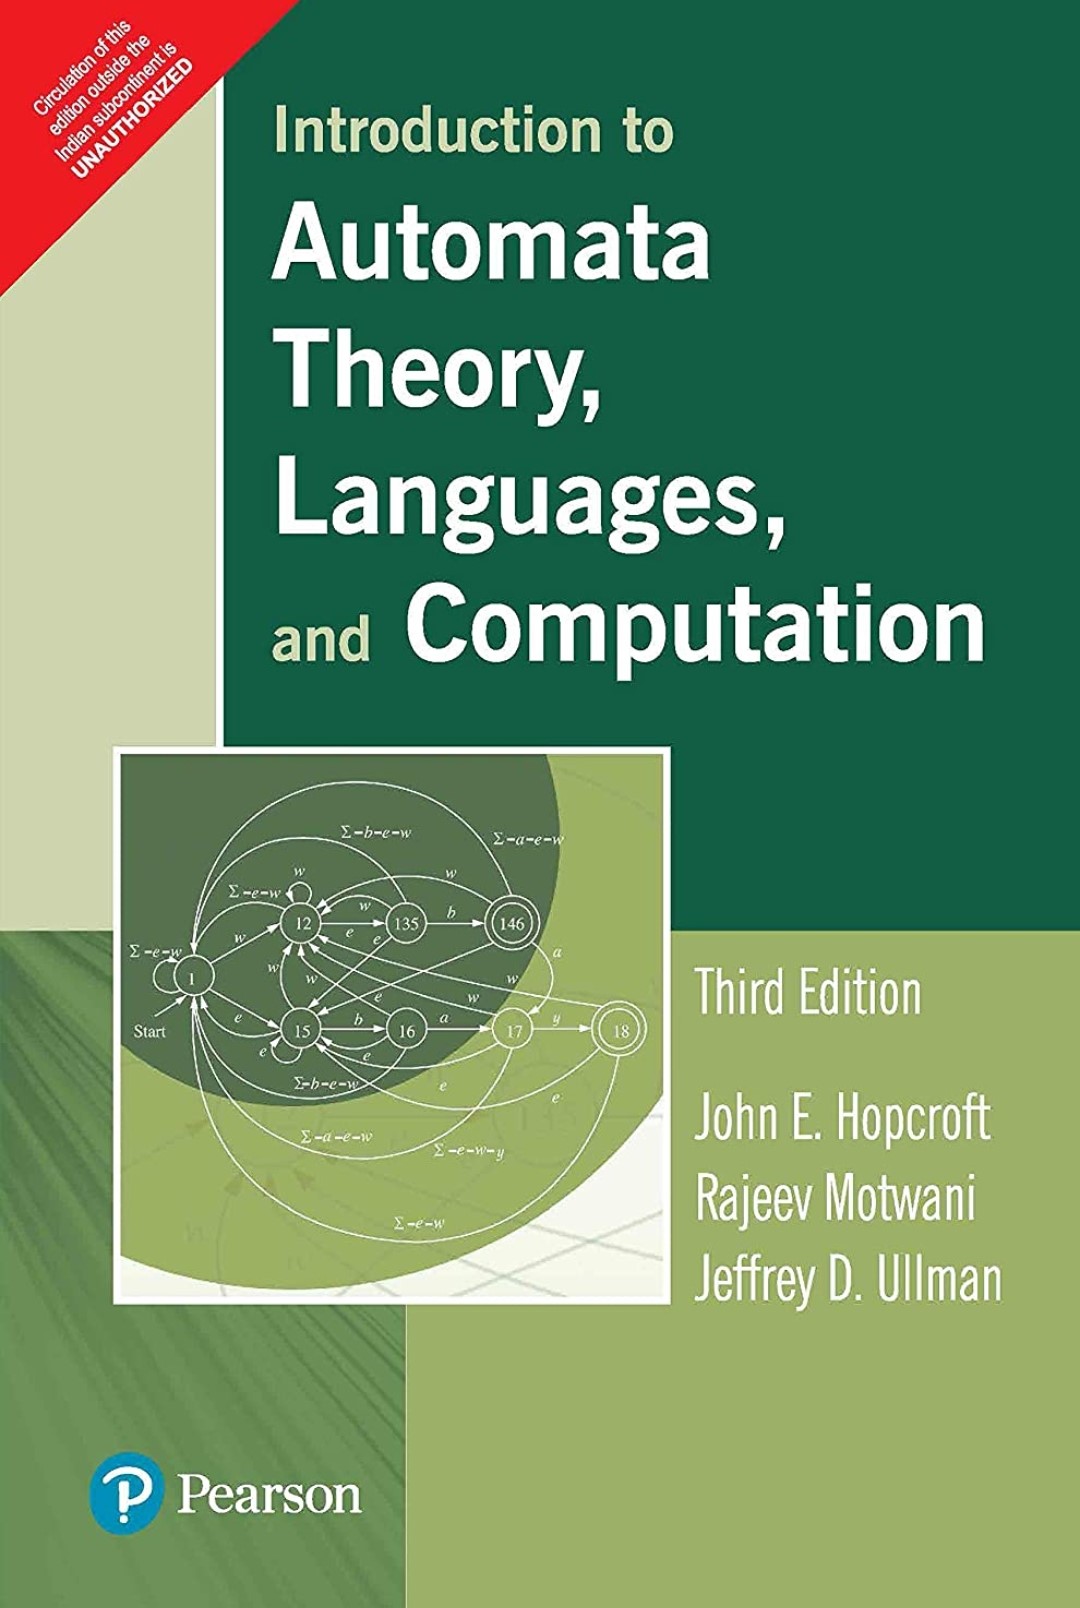 Circulation of this
edition outside the
Indian subcontinent is
UNAUTHORIZED
Introduction to
Automata
Theory,
Languages,
and Computation
Σ-b-e-w
Σ-a-e-w
w
w
Σ-e-w
w
12
e
135
b
146
e
Σ-e-w
w
a
1
w
w
w
Start
e
15
b
e
16
a
w
17
y
18
e
e
Σ-b-e-w
e
e
Σ-a-e-w
Σ-e-w-y
Σ-e-w
Third Edition
John E. Hopcroft
Rajeev Motwani
Jeffrey D. Ullman
Pearson